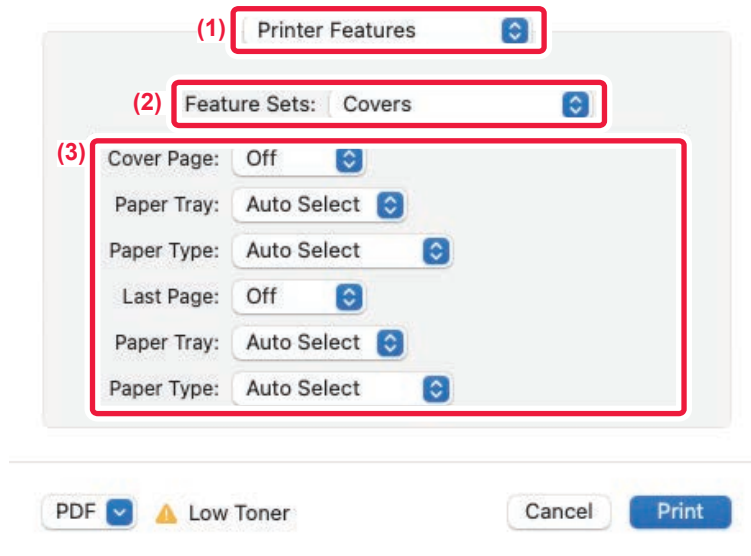 (1) Printer Features
(2) Feature Sets: Covers
(3) Cover Page: Off
Paper Tray: Auto Select
Paper Type: Auto Select
Last Page: Off
Paper Tray: Auto Select
Paper Type: Auto Select
PDF Low Toner Cancel Print